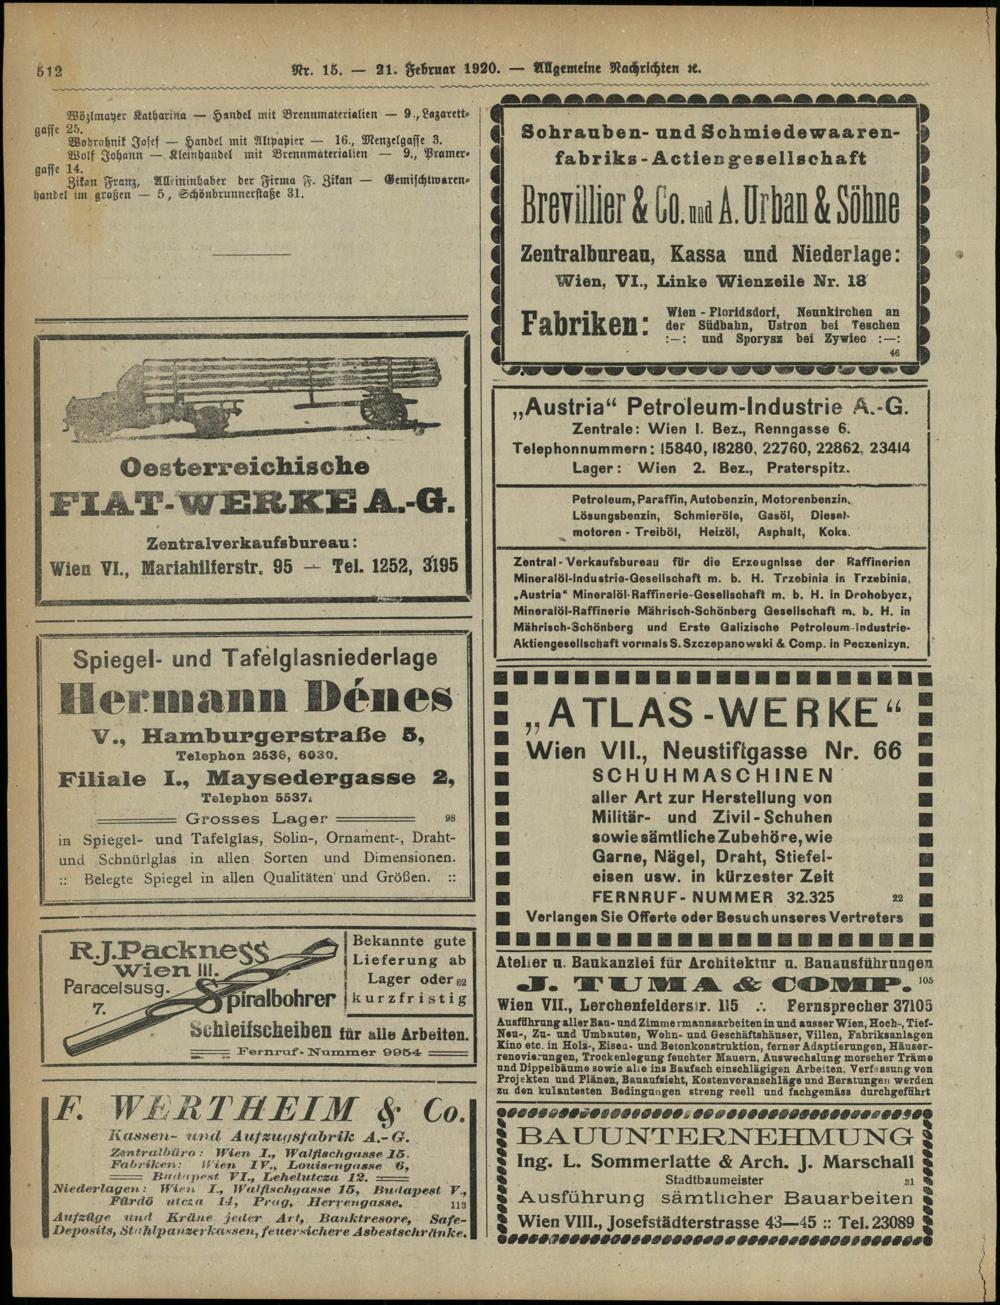 512
Nr. 15. — 21. Februar 1920. — Allgemeine Nachrichten ꝛc.
Wözlmayer Katharina — Handel mit Brennmaterialien — 9., Lazarett-
gasse 25.
Wohrohnik Josef — Handel mit Altpapier — 16., Menzelgasse 3.
Wolf Johann — Kleinhandel mit Brennmaterialien — 9., Pramer-
gasse 14.
Zikan Franz, Alleininhaber der Firma F. Zikan — Gemischtwaren-
handel im großen — 5, Schönbrunnerstaße 31.
Oesterreichische
FIAT-WERKE A.-G.
Zentralverkaufsbureau:
Wien VI., Mariahilferstr. 95 — Tel. 1252, 3195
Spiegel- und Tafelglasniederlage
Hermann Dénes
V., Hamburgerstraße 5,
Telephon 2536, 6030.
Filiale I., Maysedergasse 2,
Telephon 5537.
Grosses Lager 98
in Spiegel- und Tafelglas, Solin-, Ornament-, Draht-
und Schnürlglas in allen Sorten und Dimensionen.
:: Belegte Spiegel in allen Qualitäten und Größen. ::
R.J.Packness
Wien III.
Paracelsusg.
7.
Spiralbohrer
Bekannte gute
Lieferung ab
Lager oder 62
kurzfristig
Schleifscheiben für alle Arbeiten.
Fernruf-Nummer 9954
F. WERTHEIM & Co.
Kassen- und Aufzugsfabrik A.-G.
Zentralbüro: Wien I., Walfischgasse 15.
Fabriken: Wien IV., Louisengasse 6,
Budapest VI., Lehelutcza 12.
Niederlagen: Wien I., Walfischgasse 15, Budapest V.,
Fürdö utcza 14, Prag, Herrengasse. 113
Aufzüge und Kräne jeder Art, Banktresore, Safe-
Deposits, Stahlpanzerkassen, feuersichere Asbestschränke.
Schrauben- und Schmiedewaaren-
fabriks-Actiengesellschaft
Brevillier & Co. und A. Urban & Söhne
Zentralbureau, Kassa und Niederlage:
Wien, VI., Linke Wienzeile Nr. 18
Fabriken: Wien - Floridsdorf, Neunkirchen an
der Südbahn, Ustron bei Teschen
:—: und Sporysz bei Zywiec :—:
46
„Austria“ Petroleum-Industrie A.-G.
Zentrale: Wien I. Bez., Renngasse 6.
Telephonnummern: 15840, 18280, 22760, 22862, 23414
Lager: Wien 2. Bez., Praterspitz.
Petroleum, Paraffin, Autobenzin, Motorenbenzin,
Lösungsbenzin, Schmieröle, Gasöl, Diesel-
motoren - Treiböl, Heizöl, Asphalt, Koks.
Zentral-Verkaufsbureau für die Erzeugnisse der Raffinerien
Mineralöl-Industrie-Gesellschaft m. b. H. Trzebinia in Trzebinia,
„Austria“ Mineralöl-Raffinerie-Gesellschaft m. b. H. in Drohobycz,
Mineralöl-Raffinerie Mährisch-Schönberg Gesellschaft m. b. H. in
Mährisch-Schönberg und Erste Galizische Petroleum-Industrie-
Aktiengesellschaft vormals S. Szczepanowski & Comp. in Peczenizyn.
„ATLAS-WERKE“
Wien VII., Neustiftgasse Nr. 66
SCHUHMASCHINEN
aller Art zur Herstellung von
Militär- und Zivil-Schuhen
sowie sämtliche Zubehöre, wie
Garne, Nägel, Draht, Stiefel-
eisen usw. in kürzester Zeit
FERNRUF-NUMMER 32.325 22
Verlangen Sie Offerte oder Besuch unseres Vertreters
Atelier u. Baukanzlei für Architektur u. Bauausführungen
J. TUMA & COMP. 105
Wien VII., Lerchenfelderstr. 115 .:. Fernsprecher 37105
Ausführung aller Bau- und Zimmermannsarbeiten in und ausser Wien, Hoch-, Tief-
Neu-, Zu- und Umbauten, Wohn- und Geschäftshäuser, Villen, Fabriksanlagen
Kino etc. in Holz-, Eisen- und Betonkonstruktion, ferner Adaptierungen, Häuser-
renovierungen, Trockenlegung feuchter Mauern, Auswechslung morscher Träme
und Dippelbäume sowie alle ins Baufach einschlägigen Arbeiten, Verfassung von
Projekten und Plänen, Bauaufsicht, Kostenvoranschläge und Beratungen werden
zu den kulantesten Bedingungen streng reell und fachgemäss durchgeführt
BAUUNTERNEHMUNG
Ing. L. Sommerlatte & Arch. J. Marschall
Stadtbaumeister 31
Ausführung sämtlicher Bauarbeiten
Wien VIII., Josefstädterstrasse 43—45 :: Tel. 23089